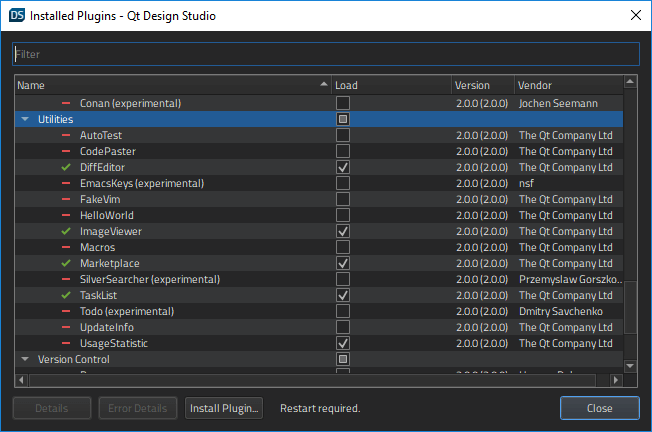 DS Installed Plugins - Qt Design Studio
Filter
Name Load Version Vendor
Conan (experimental) 2.0.0 (2.0.0) Jochen Seemann
Utilities
AutoTest 2.0.0 (2.0.0) The Qt Company Ltd
CodePaster 2.0.0 (2.0.0) The Qt Company Ltd
DiffEditor 2.0.0 (2.0.0) The Qt Company Ltd
EmacsKeys (experimental) 2.0.0 (2.0.0) nsf
FakeVim 2.0.0 (2.0.0) The Qt Company Ltd
HelloWorld 2.0.0 (2.0.0) The Qt Company Ltd
ImageViewer 2.0.0 (2.0.0) The Qt Company Ltd
Macros 2.0.0 (2.0.0) The Qt Company Ltd
Marketplace 2.0.0 (2.0.0) The Qt Company Ltd
SilverSearcher (experimental) 2.0.0 (2.0.0) Przemyslaw Gorszko...
TaskList 2.0.0 (2.0.0) The Qt Company Ltd
Todo (experimental) 2.0.0 (2.0.0) Dmitry Savchenko
UpdateInfo 2.0.0 (2.0.0) The Qt Company Ltd
UsageStatistic 2.0.0 (2.0.0) The Qt Company Ltd
Version Control
Details Error Details Install Plugin... Restart required. Close